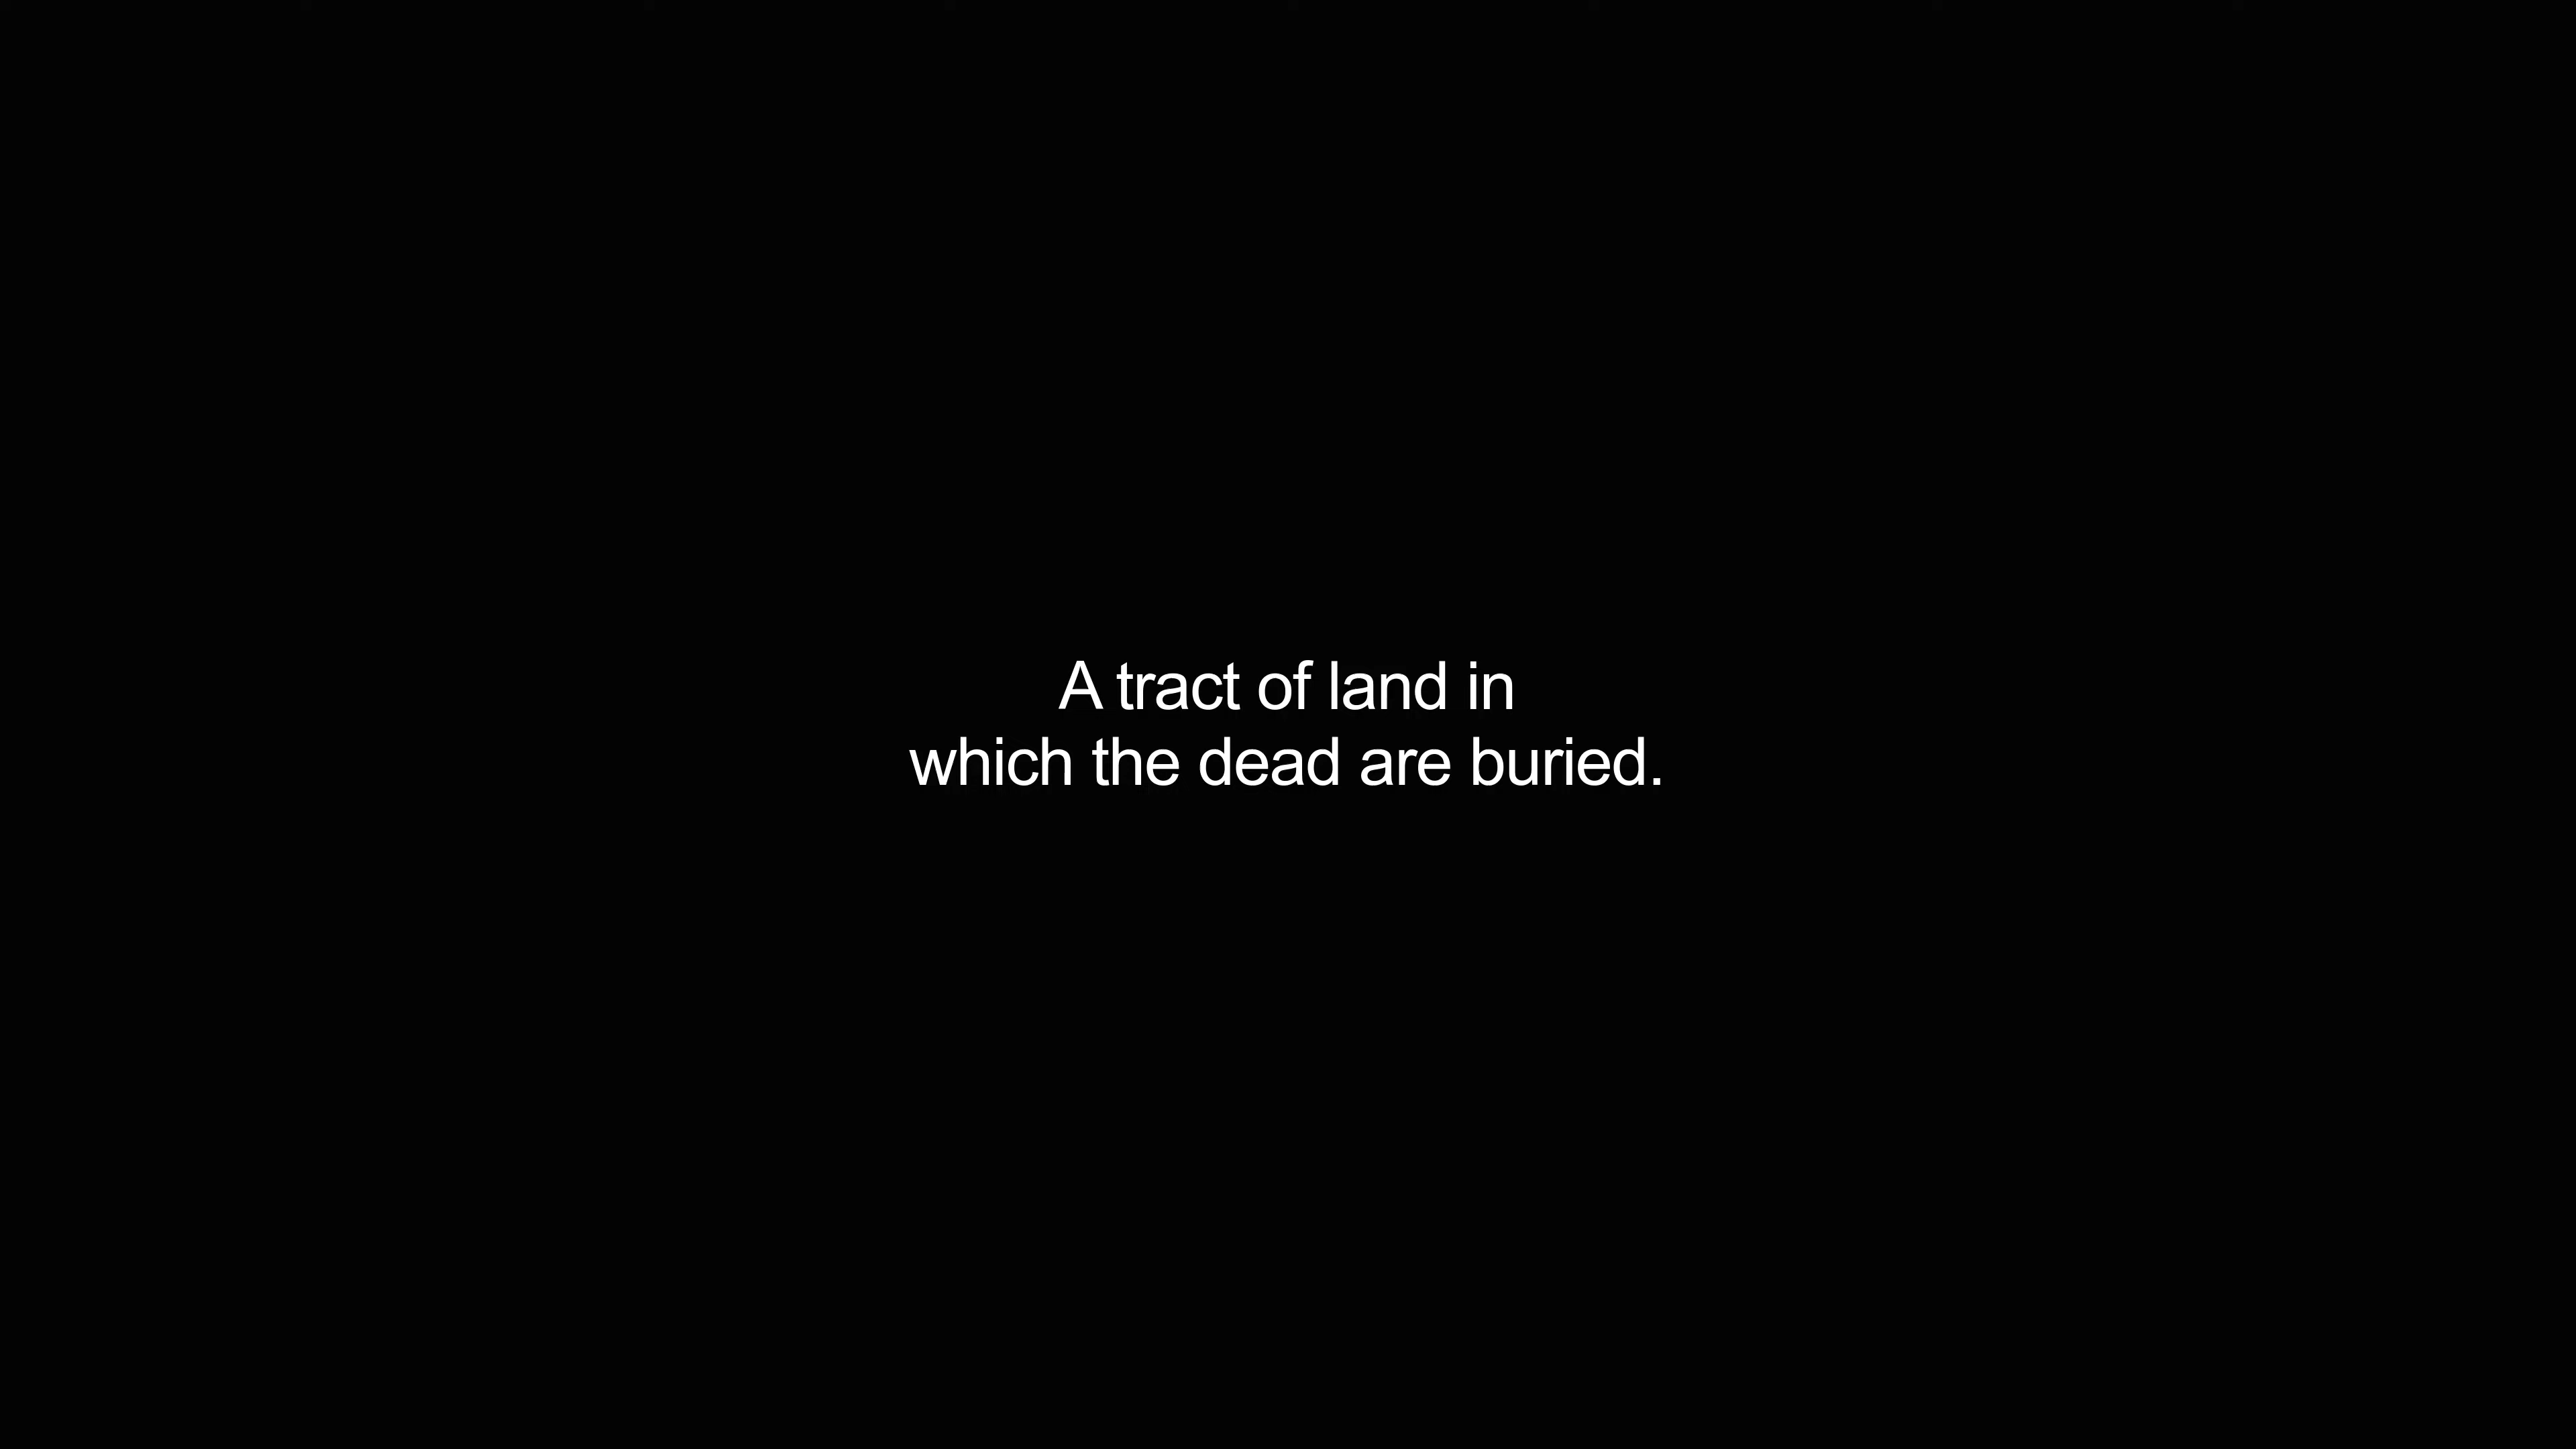 A tract of land in
which the dead are buried.